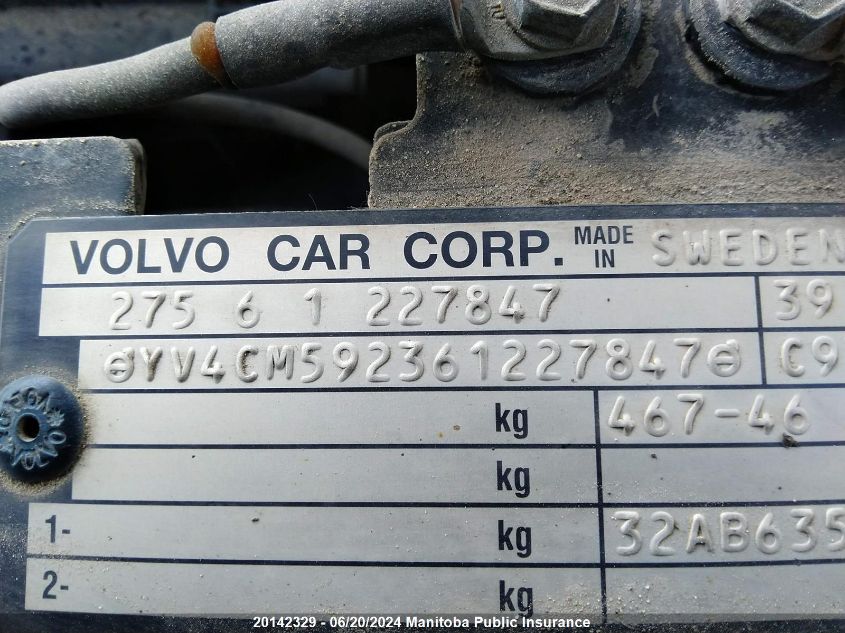 VOLVO CAR CORP. MADE IN SWEDEN
275 6 1 227847 39
YV4CM592361227847 C9
kg 467-46
kg
1- kg 32AB635
2- kg
20142329 - 06/20/2024 Manitoba Public Insurance